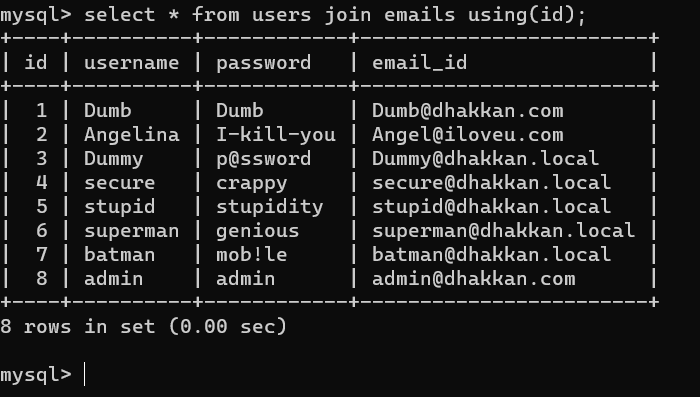 mysql> select * from users join emails using(id);
+----+----------+------------+------------------------+
| id | username | password   | email_id               |
+----+----------+------------+------------------------+
|  1 | Dumb     | Dumb       | Dumb@dhakkan.com       |
|  2 | Angelina | I-kill-you | Angel@iloveu.com       |
|  3 | Dummy    | p@ssword   | Dummy@dhakkan.local    |
|  4 | secure   | crappy     | secure@dhakkan.local   |
|  5 | stupid   | stupidity  | stupid@dhakkan.local   |
|  6 | superman | genious    | superman@dhakkan.local |
|  7 | batman   | mob!le     | batman@dhakkan.local   |
|  8 | admin    | admin      | admin@dhakkan.com      |
+----+----------+------------+------------------------+
8 rows in set (0.00 sec)
mysql>